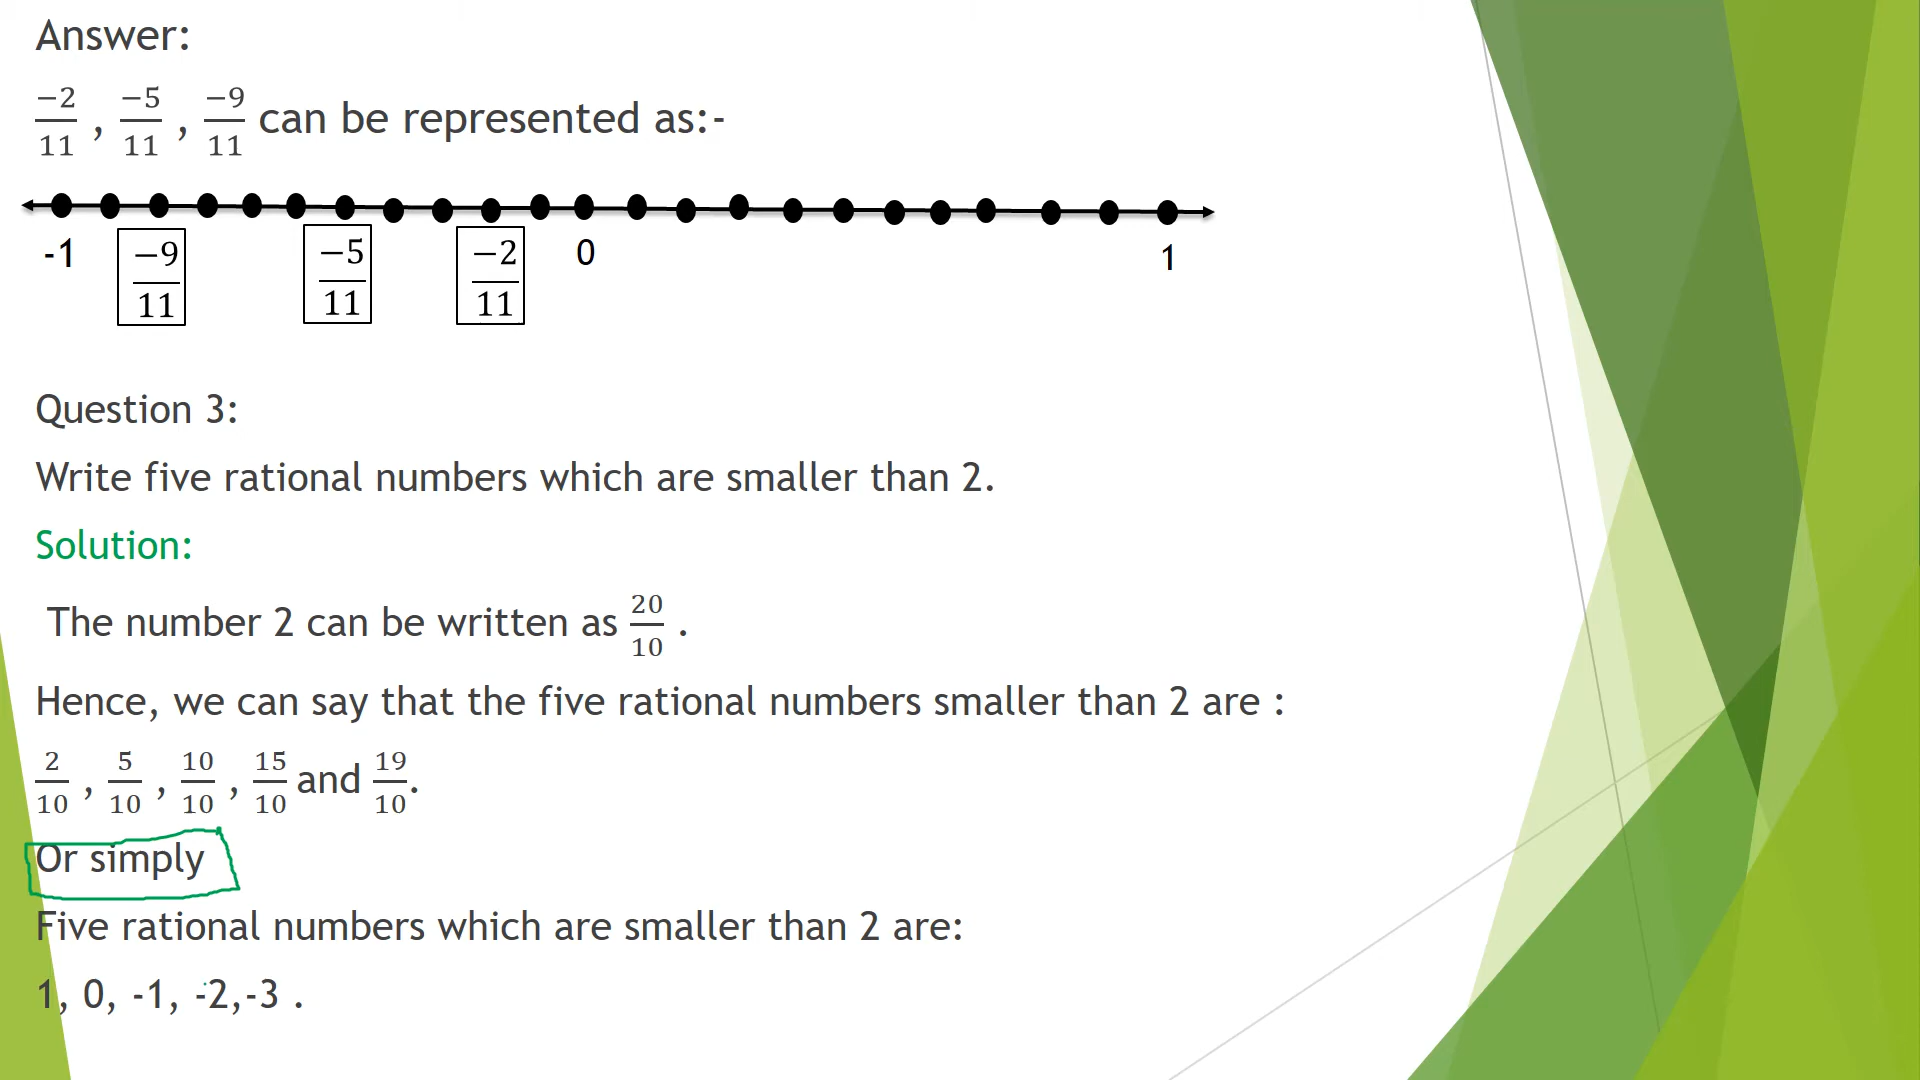 Answer:
−2/11 , −5/11 , −9/11 can be represented as:-
-1 −9/11 −5/11 −2/11 0 1
Question 3:
Write five rational numbers which are smaller than 2.
Solution:
The number 2 can be written as 20/10 .
Hence, we can say that the five rational numbers smaller than 2 are :
2/10 , 5/10 , 10/10 , 15/10 and 19/10.
Or simply
Five rational numbers which are smaller than 2 are:
1, 0, -1, -2,-3 .